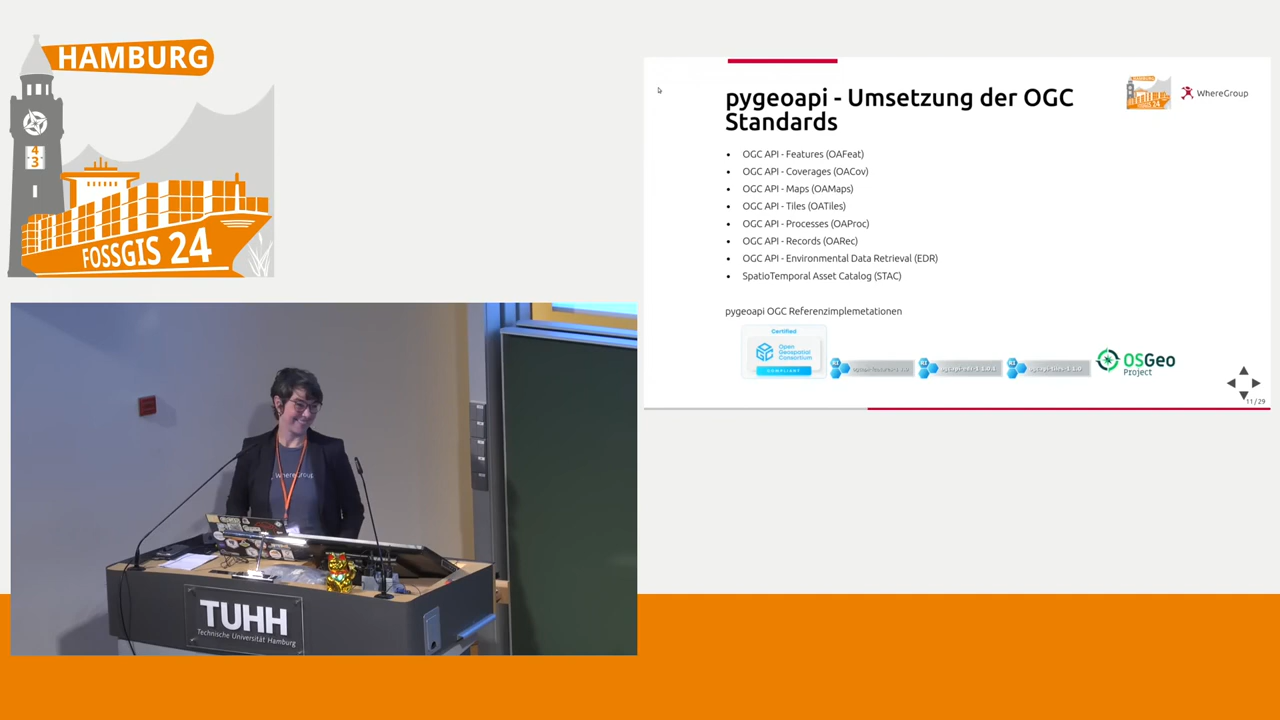 HAMBURG
4
3
FOSSGIS 24
pygeoapi - Umsetzung der OGC
Standards
WhereGroup
• OGC API - Features (OAFeat)
• OGC API - Coverages (OACov)
• OGC API - Maps (OAMaps)
• OGC API - Tiles (OATiles)
• OGC API - Processes (OAProc)
• OGC API - Records (OARec)
• OGC API - Environmental Data Retrieval (EDR)
• SpatioTemporal Asset Catalog (STAC)
pygeoapi OGC Referenzimplemetationen
Certified
Open
Geospatial
Consortium
COMPLIANT
OSGeo
Project
11/29
WhereGroup
TUHH
Technische Universität Hamburg